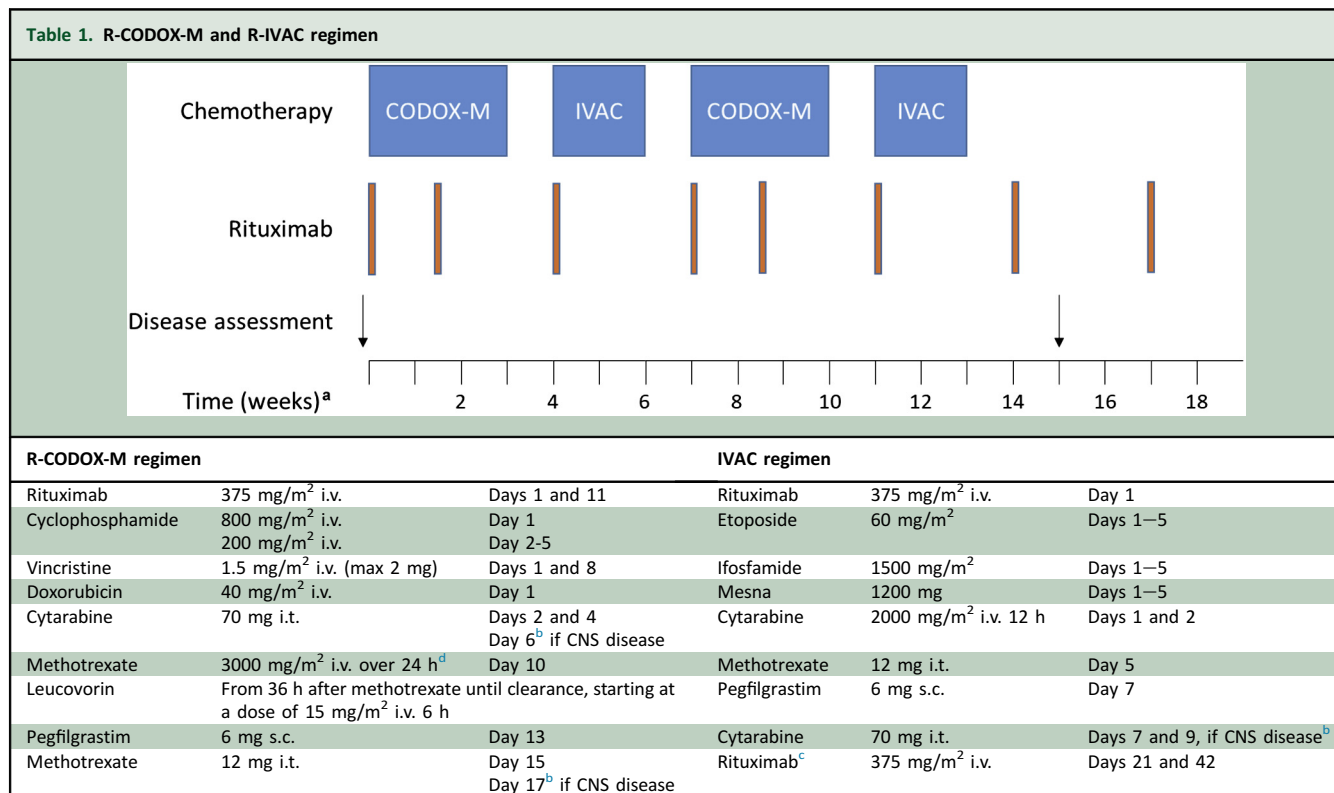 Table 1. R-CODOX-M and R-IVAC regimen
Chemotherapy CODOX-M IVAC CODOX-M IVAC
Rituximab
Disease assessment
Time (weeks)a 2 4 6 8 10 12 14 16 18
R-CODOX-M regimen IVAC regimen
Rituximab 375 mg/m2 i.v. Days 1 and 11 Rituximab 375 mg/m2 i.v. Day 1
Cyclophosphamide 800 mg/m2 i.v. Day 1 Etoposide 60 mg/m2 Days 1–5
200 mg/m2 i.v. Day 2-5
Vincristine 1.5 mg/m2 i.v. (max 2 mg) Days 1 and 8 Ifosfamide 1500 mg/m2 Days 1–5
Doxorubicin 40 mg/m2 i.v. Day 1 Mesna 1200 mg Days 1–5
Cytarabine 70 mg i.t. Days 2 and 4 Cytarabine 2000 mg/m2 i.v. 12 h Days 1 and 2
Day 6b if CNS disease
Methotrexate 3000 mg/m2 i.v. over 24 hd Day 10 Methotrexate 12 mg i.t. Day 5
Leucovorin From 36 h after methotrexate until clearance, starting at Pegfilgrastim 6 mg s.c. Day 7
a dose of 15 mg/m2 i.v. 6 h
Pegfilgrastim 6 mg s.c. Day 13 Cytarabine 70 mg i.t. Days 7 and 9, if CNS diseaseb
Methotrexate 12 mg i.t. Day 15 Rituximabc 375 mg/m2 i.v. Days 21 and 42
Day 17b if CNS disease